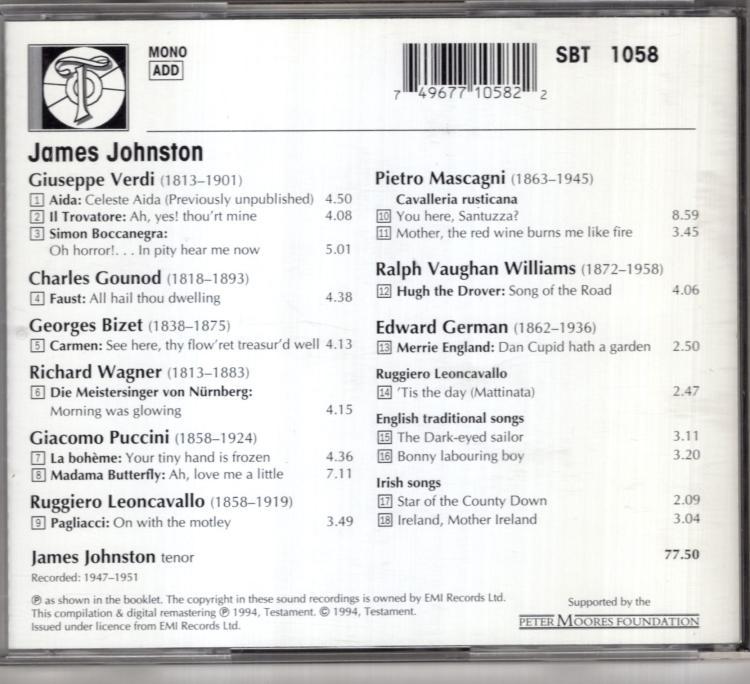 MONO
ADD
7 49677 10582 2
SBT 1058
James Johnston
Giuseppe Verdi (1813–1901)
1 Aida: Celeste Aida (Previously unpublished) 4.50
2 Il Trovatore: Ah, yes! thou'rt mine 4.08
3 Simon Boccanegra:
Oh horror!. . . In pity hear me now 5.01
Charles Gounod (1818–1893)
4 Faust: All hail thou dwelling 4.38
Georges Bizet (1838–1875)
5 Carmen: See here, thy flow'ret treasur'd well 4.13
Richard Wagner (1813–1883)
6 Die Meistersinger von Nürnberg:
Morning was glowing 4.15
Giacomo Puccini (1858–1924)
7 La bohème: Your tiny hand is frozen 4.36
8 Madama Butterfly: Ah, love me a little 7.11
Ruggiero Leoncavallo (1858–1919)
9 Pagliacci: On with the motley 3.49
James Johnston tenor
Recorded: 1947–1951
Pietro Mascagni (1863–1945)
Cavalleria rusticana
10 You here, Santuzza? 8.59
11 Mother, the red wine burns me like fire 3.45
Ralph Vaughan Williams (1872–1958)
12 Hugh the Drover: Song of the Road 4.06
Edward German (1862–1936)
13 Merrie England: Dan Cupid hath a garden 2.50
Ruggiero Leoncavallo
14 'Tis the day (Mattinata) 2.47
English traditional songs
15 The Dark-eyed sailor 3.11
16 Bonny labouring boy 3.20
Irish songs
17 Star of the County Down 2.09
18 Ireland, Mother Ireland 3.04
77.50
℗ as shown in the booklet. The copyright in these sound recordings is owned by EMI Records Ltd.
This compilation & digital remastering ℗ 1994, Testament. © 1994, Testament.
Issued under licence from EMI Records Ltd.
Supported by the
PETER MOORES FOUNDATION